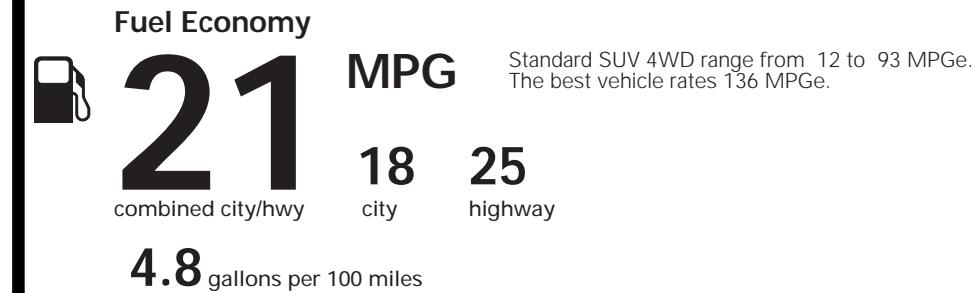 Fuel Economy
21 MPG
Standard SUV 4WD range from 12 to 93 MPGe.
The best vehicle rates 136 MPGe.
18 25
combined city/hwy city highway
4.8 gallons per 100 miles